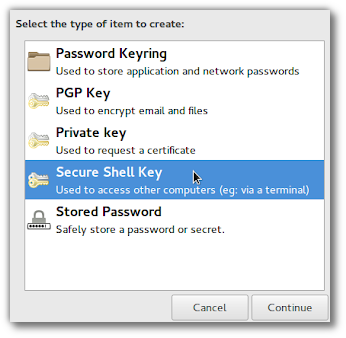 Select the type of item to create:
Password Keyring
Used to store application and network passwords
PGP Key
Used to encrypt email and files
Private key
Used to request a certificate
Secure Shell Key
Used to access other computers (eg: via a terminal)
Stored Password
Safely store a password or secret.
Cancel
Continue